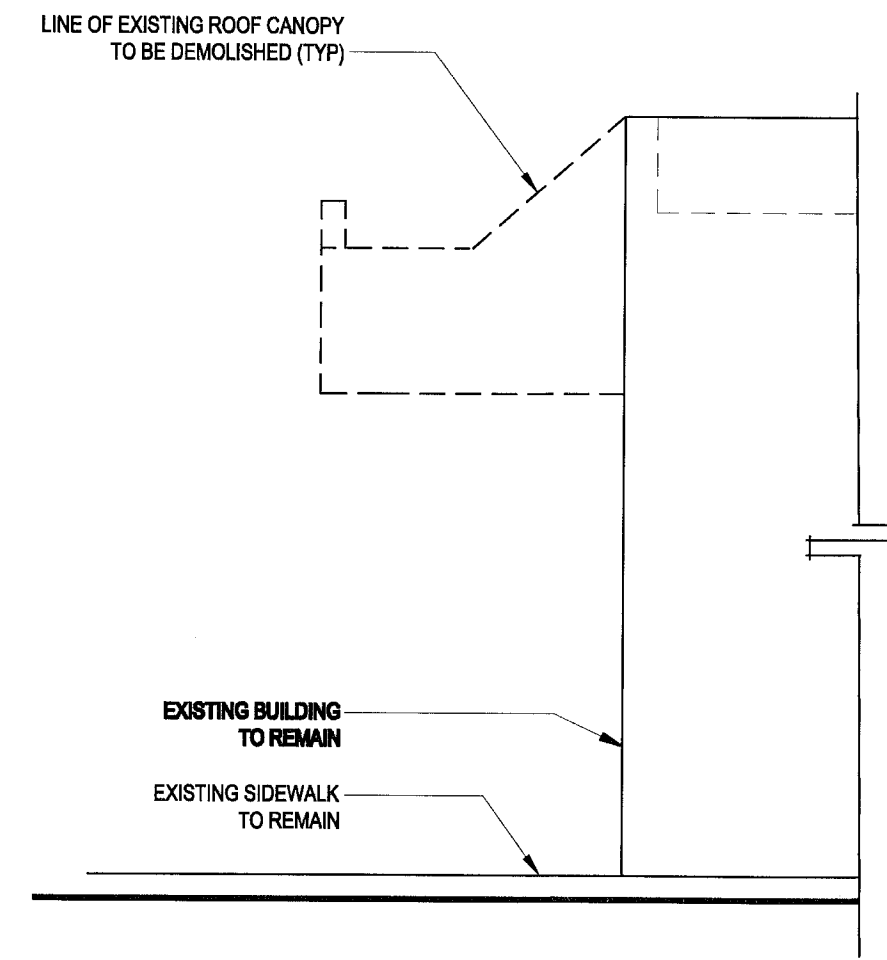 LINE OF EXISTING ROOF CANOPY
TO BE DEMOLISHED (TYP)
EXISTING BUILDING
TO REMAIN
EXISTING SIDEWALK
TO REMAIN